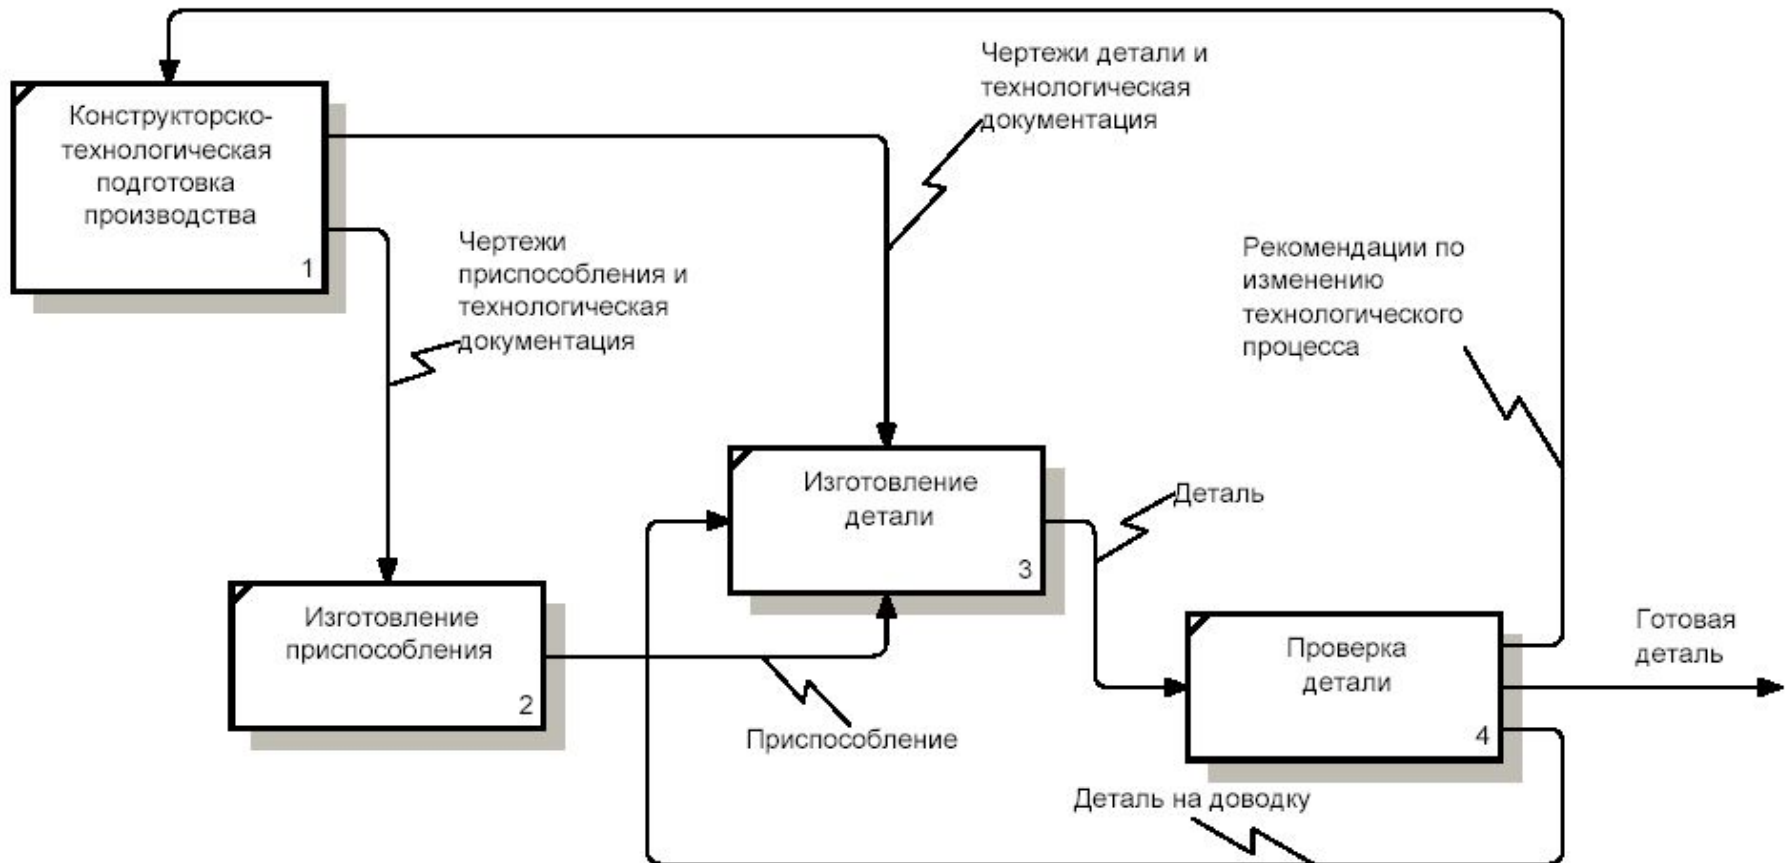 Конструкторско-
технологическая
подготовка
производства
1
Чертежи детали и
технологическая
документация
Чертежи
приспособления и
технологическая
документация
Рекомендации по
изменению
технологического
процесса
Изготовление
детали
3
Деталь
Изготовление
приспособления
2
Приспособление
Проверка
детали
4
Готовая
деталь
Деталь на доводку